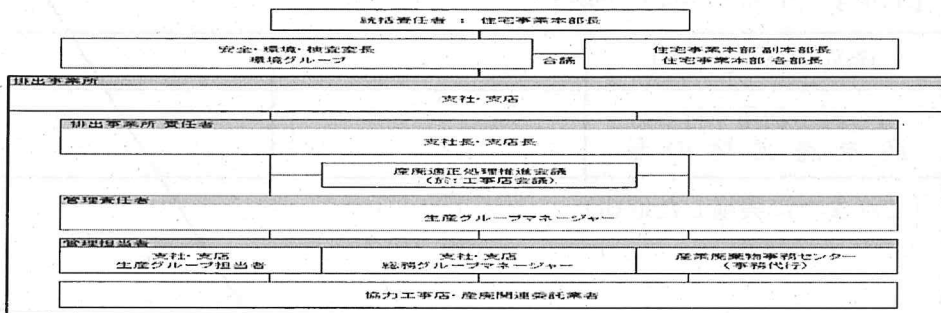 統括責任者 : 住宅事業本部長
安全・環境・検査室長
環境グループ
合議
住宅事業本部 副本部長
住宅事業本部 各部長
排出事業所
支社・支店
排出事業所 責任者
支社長・支店長
産廃適正処理推進会議
(於:工事店会議)
管理責任者
生産グループマネージャー
管理担当者
支社・支店
生産グループ担当者
支社・支店
総務グループマネージャー
産業廃棄物事務センター
(事務代行)
協力工事店・産廃関連委託業者